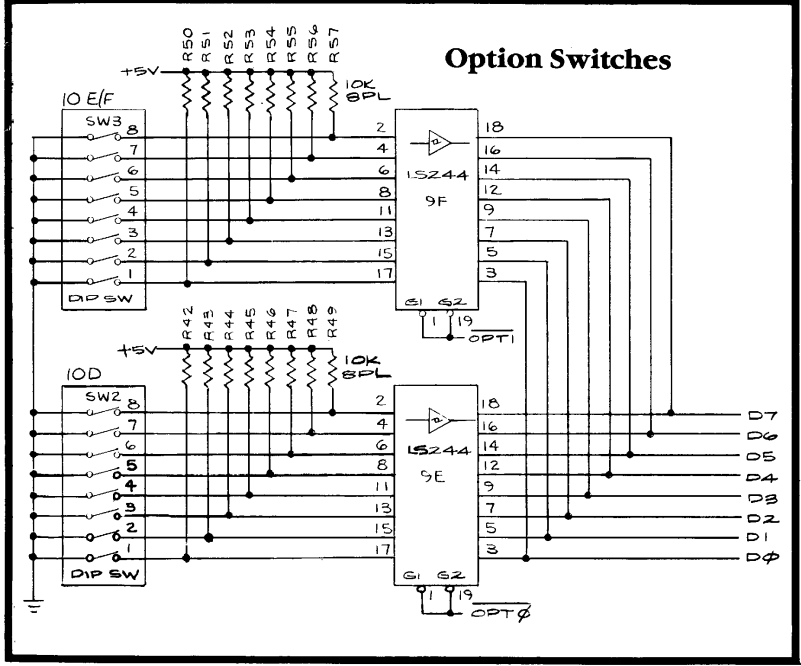 Option Switches
R50 R51 R52 R53 R54 R55 R56 R57
+5V
10K
8PL
10 E/F
SW3
8
7
6
5
4
3
2
1
DIP SW
2
4
6
8
11
13
15
17
LS244
9F
G1 G2
18
16
14
12
9
7
5
3
1 19
OPT1
R42 R43 R44 R45 R46 R47 R48 R49
+5V
10K
8PL
10D
SW2
8
7
6
5
4
3
2
1
DIP SW
2
4
6
8
11
13
15
17
LS244
9E
G1 G2
18
16
14
12
9
7
5
3
1 19
OPTØ
D7
D6
D5
D4
D3
D2
D1
DØ